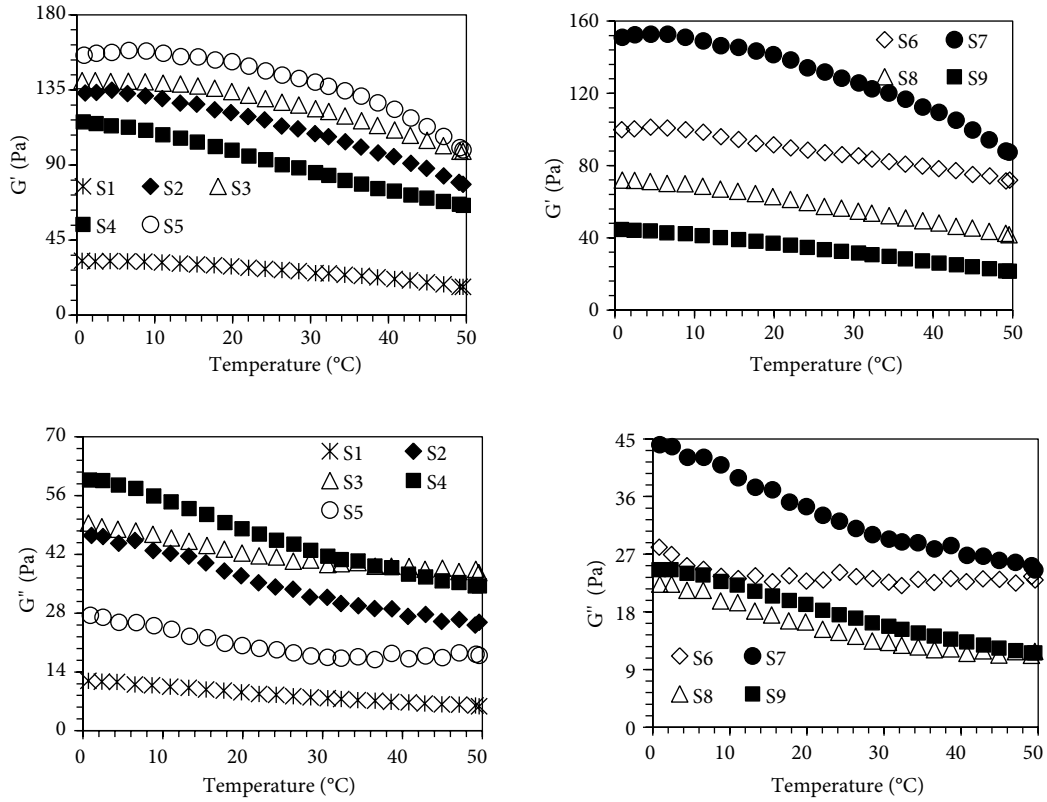 180
135
90
45
0
G′ (Pa)
S1 S2 S3
S4 S5
0 10 20 30 40 50
Temperature (°C)
160
120
80
40
0
G′ (Pa)
S6 S7
S8 S9
0 10 20 30 40 50
Temperature (°C)
70
56
42
28
14
0
G″ (Pa)
S1 S2
S3 S4
S5
0 10 20 30 40 50
Temperature (°C)
45
36
27
18
9
0
G″ (Pa)
S6 S7
S8 S9
0 10 20 30 40 50
Temperature (°C)